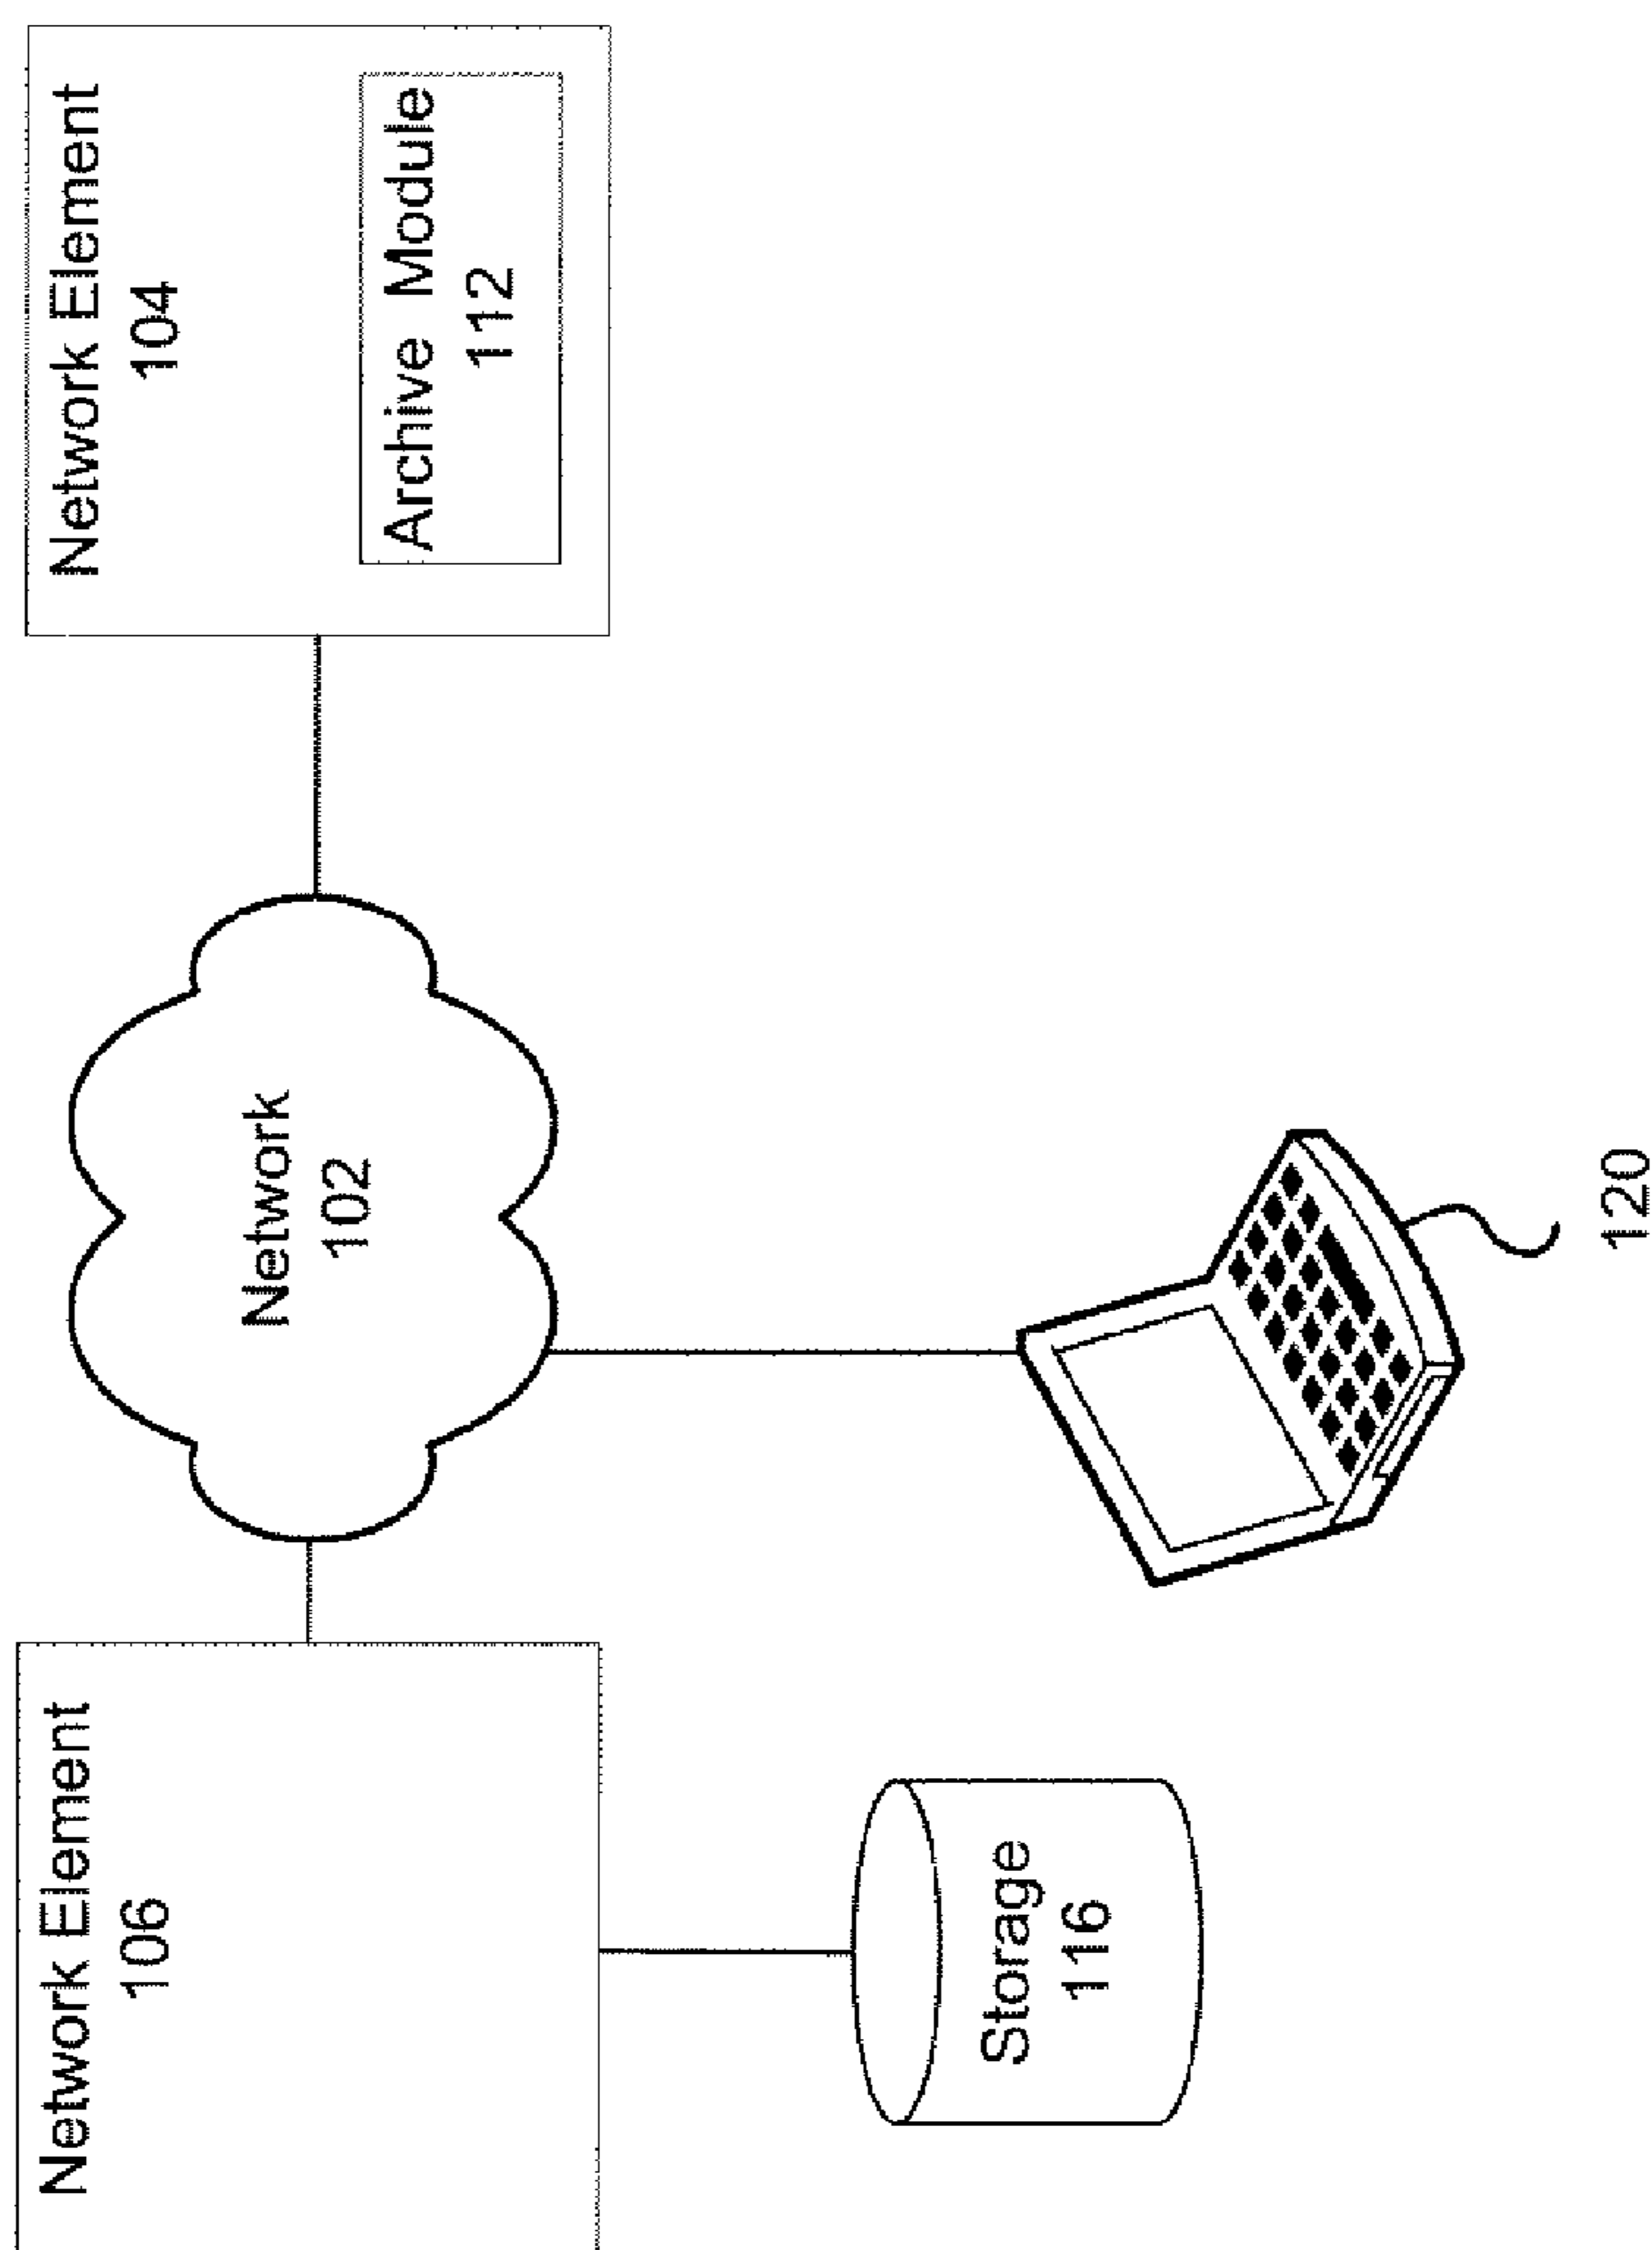 Network Element
106
Network
102
Network Element
104
Archive Module
112
Storage
116
120